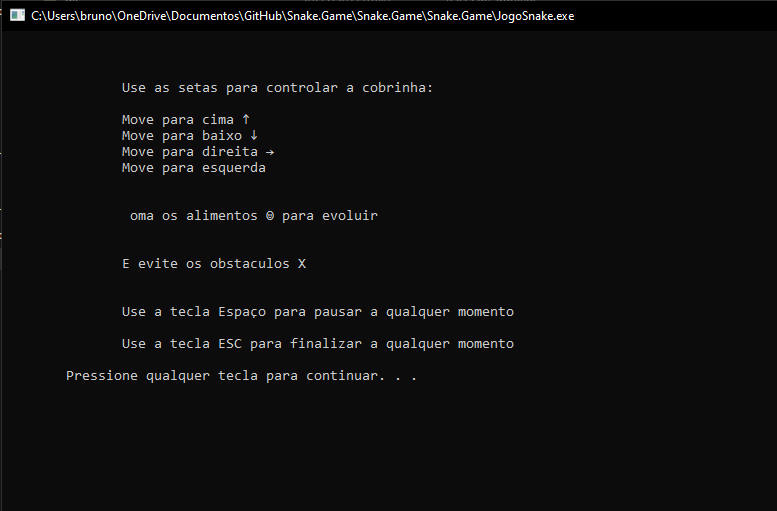 C:\Users\bruno\OneDrive\Documentos\GitHub\Snake.Game\Snake.Game\Snake.Game\JogoSnake.exe
Use as setas para controlar a cobrinha:
Move para cima ↑
Move para baixo ↓
Move para direita →
Move para esquerda
oma os alimentos ☺ para evoluir
E evite os obstaculos X
Use a tecla Espaço para pausar a qualquer momento
Use a tecla ESC para finalizar a qualquer momento
Pressione qualquer tecla para continuar. . .